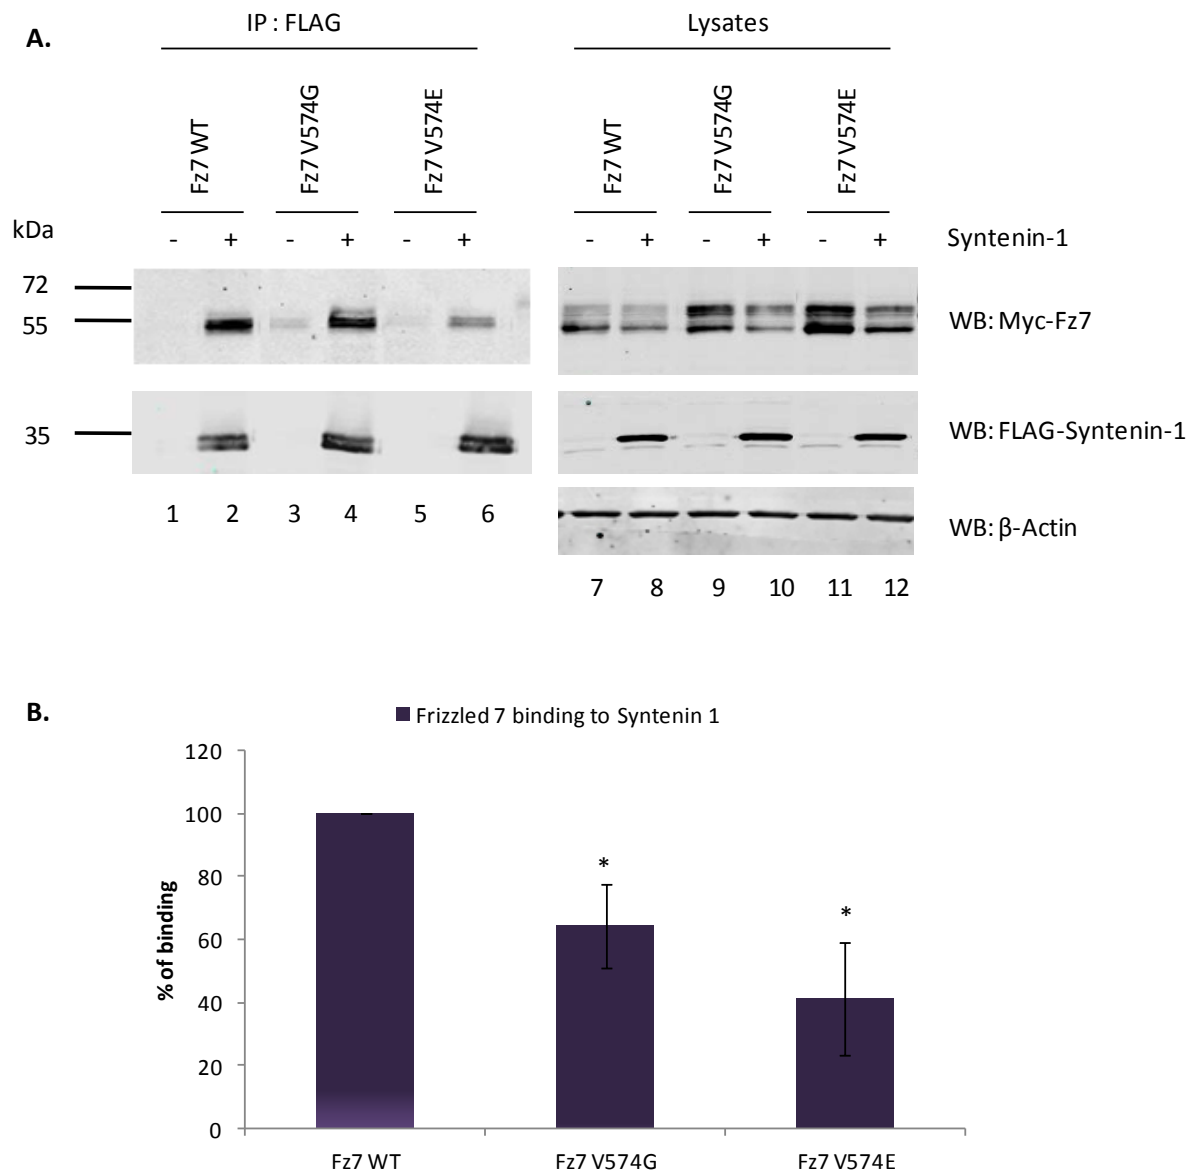 A.
IP : FLAG
Lysates
Fz7 WT
Fz7 V574G
Fz7 V574E
Fz7 WT
Fz7 V574G
Fz7 V574E
kDa
- + - + - + - + - + - + Syntenin-1
72
55
WB: Myc-Fz7
35
WB: FLAG-Syntenin-1
1 2 3 4 5 6
WB: β-Actin
7 8 9 10 11 12
B.
Frizzled 7 binding to Syntenin 1
% of binding
120
100
80
60
40
20
0
*
*
Fz7 WT
Fz7 V574G
Fz7 V574E